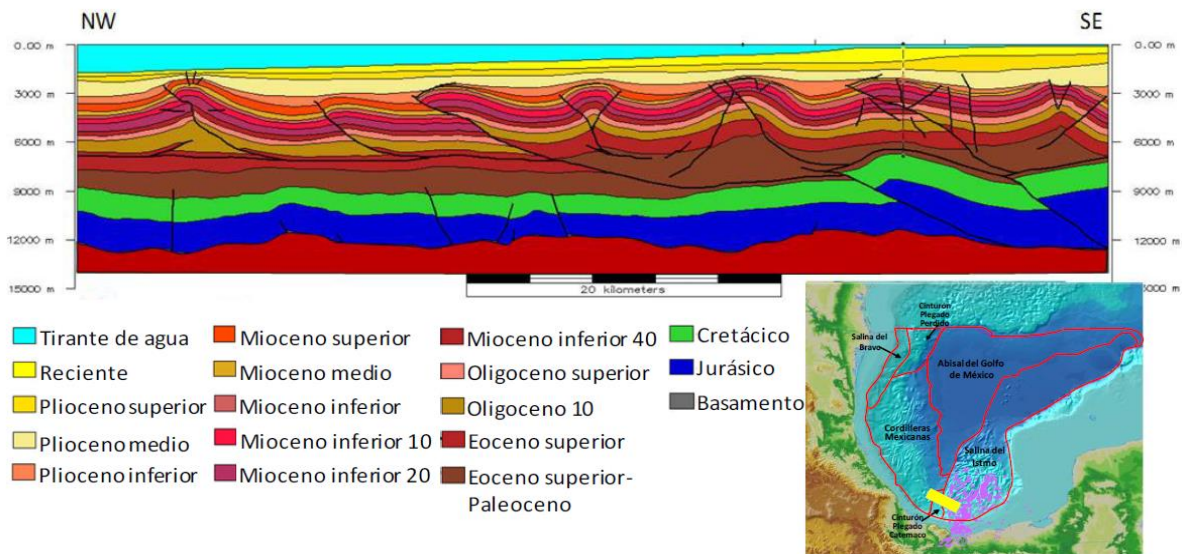 NW
SE
0.00 m
0.00 m
3000 m
3000 m
6000 m
6000 m
9000 m
9000 m
12000 m
12000 m
15000 m
20 kilometers
Tirante de agua
Reciente
Plioceno superior
Plioceno medio
Plioceno inferior
Mioceno superior
Mioceno medio
Mioceno inferior
Mioceno inferior 10
Mioceno inferior 20
Mioceno inferior 40
Oligoceno superior
Oligoceno 10
Eoceno superior
Eoceno superior-
Paleoceno
Cretácico
Jurásico
Basamento
Cinturón
Plegado
Perdido
Salina del
Bravo
Abisal del Golfo
de México
Cordilleras
Mexicanas
Salina del
Istmo
Cinturón
Plegado
Catemaco